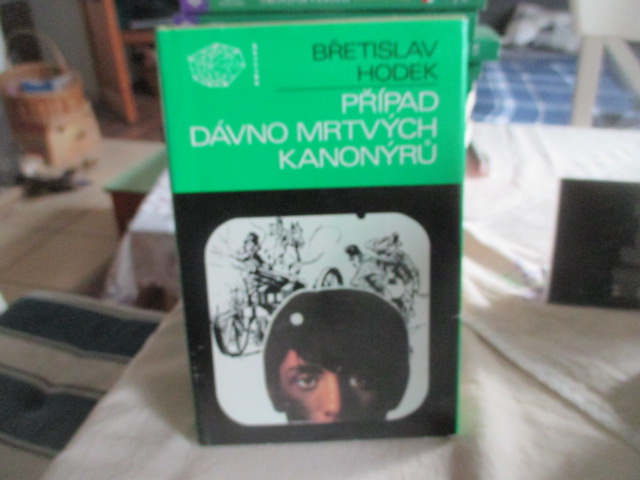 BŘETISLAV
HODEK
PŘÍPAD
DÁVNO MRTVÝCH
KANONÝRŮ